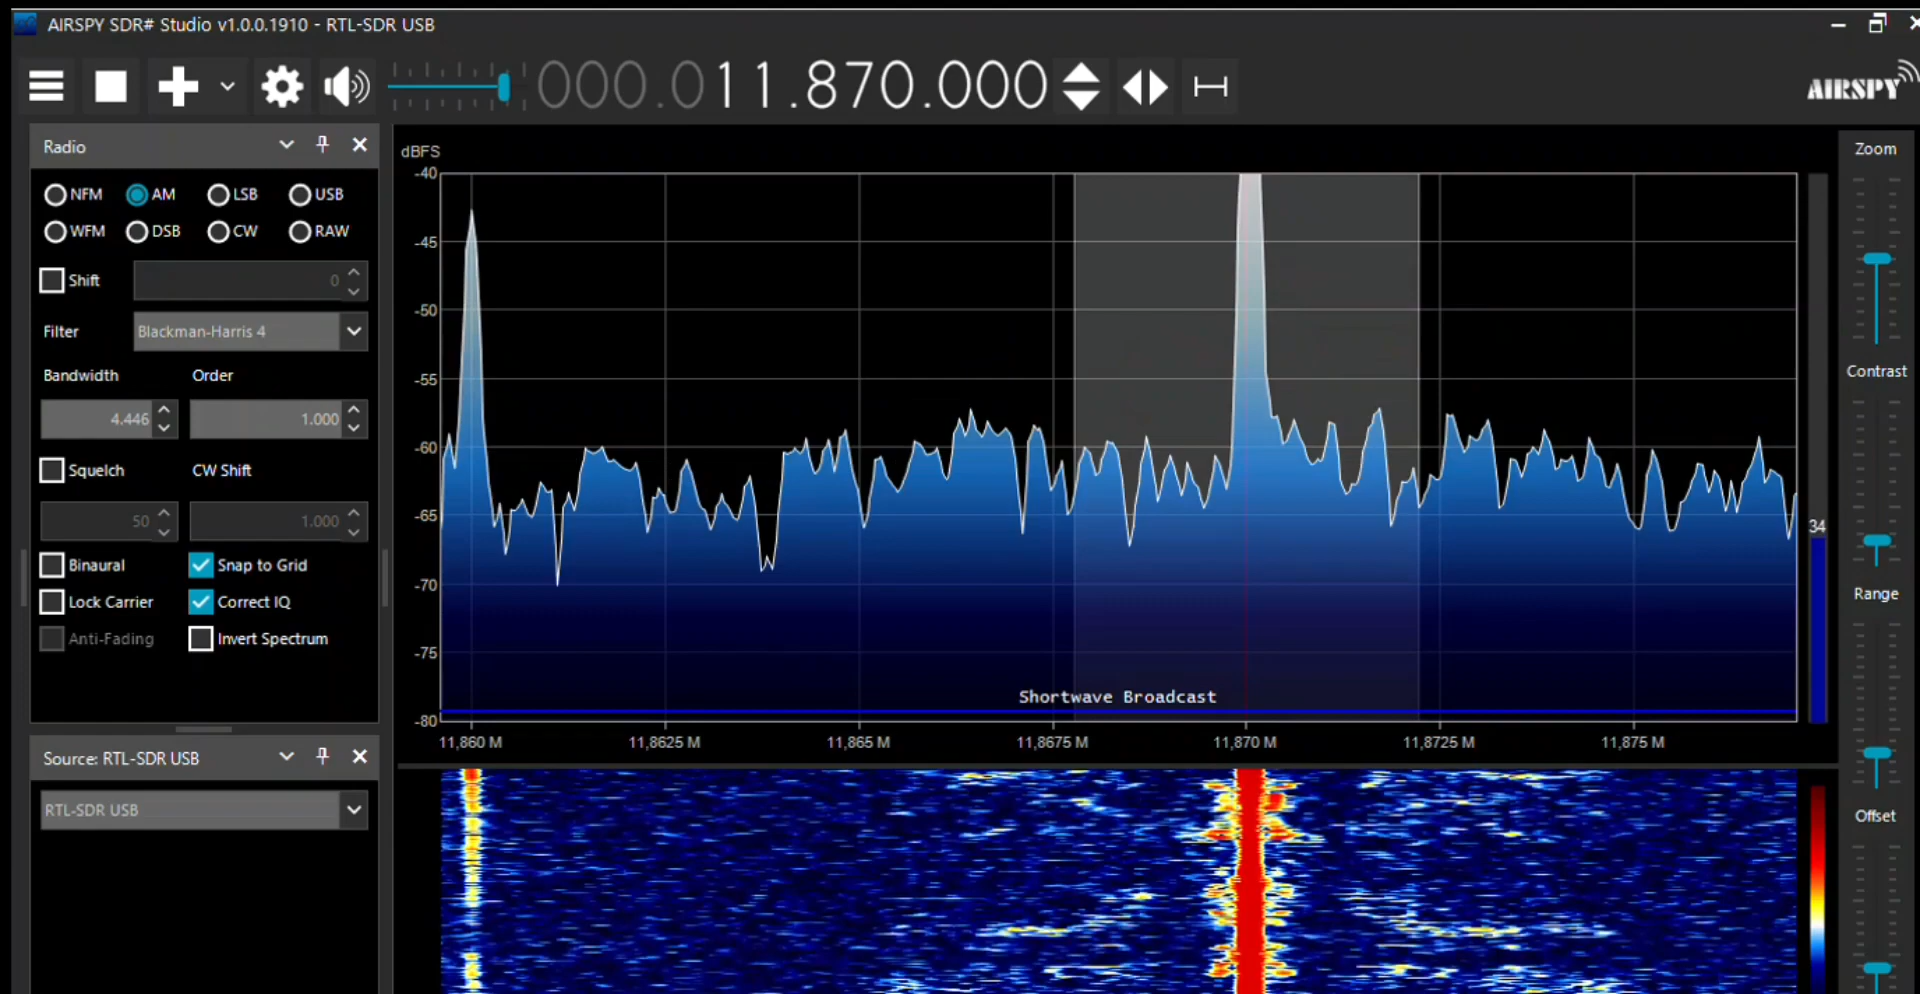 AIRSPY SDR# Studio v1.0.0.1910 - RTL-SDR USB
000.011.870.000
AIRSPY
Radio
NFM AM LSB USB
WFM DSB CW RAW
Shift 0
Filter Blackman-Harris 4
Bandwidth Order
4.446 1.000
Squelch CW Shift
50 1.000
Binaural Snap to Grid
Lock Carrier Correct IQ
Anti-Fading Invert Spectrum
Source: RTL-SDR USB
RTL-SDR USB
dBFS
-40
-45
-50
-55
-60
-65
-70
-75
-80
Shortwave Broadcast
11,860 M 11,8625 M 11,865 M 11,8675 M 11,870 M 11,8725 M 11,875 M
34
Zoom
Contrast
Range
Offset